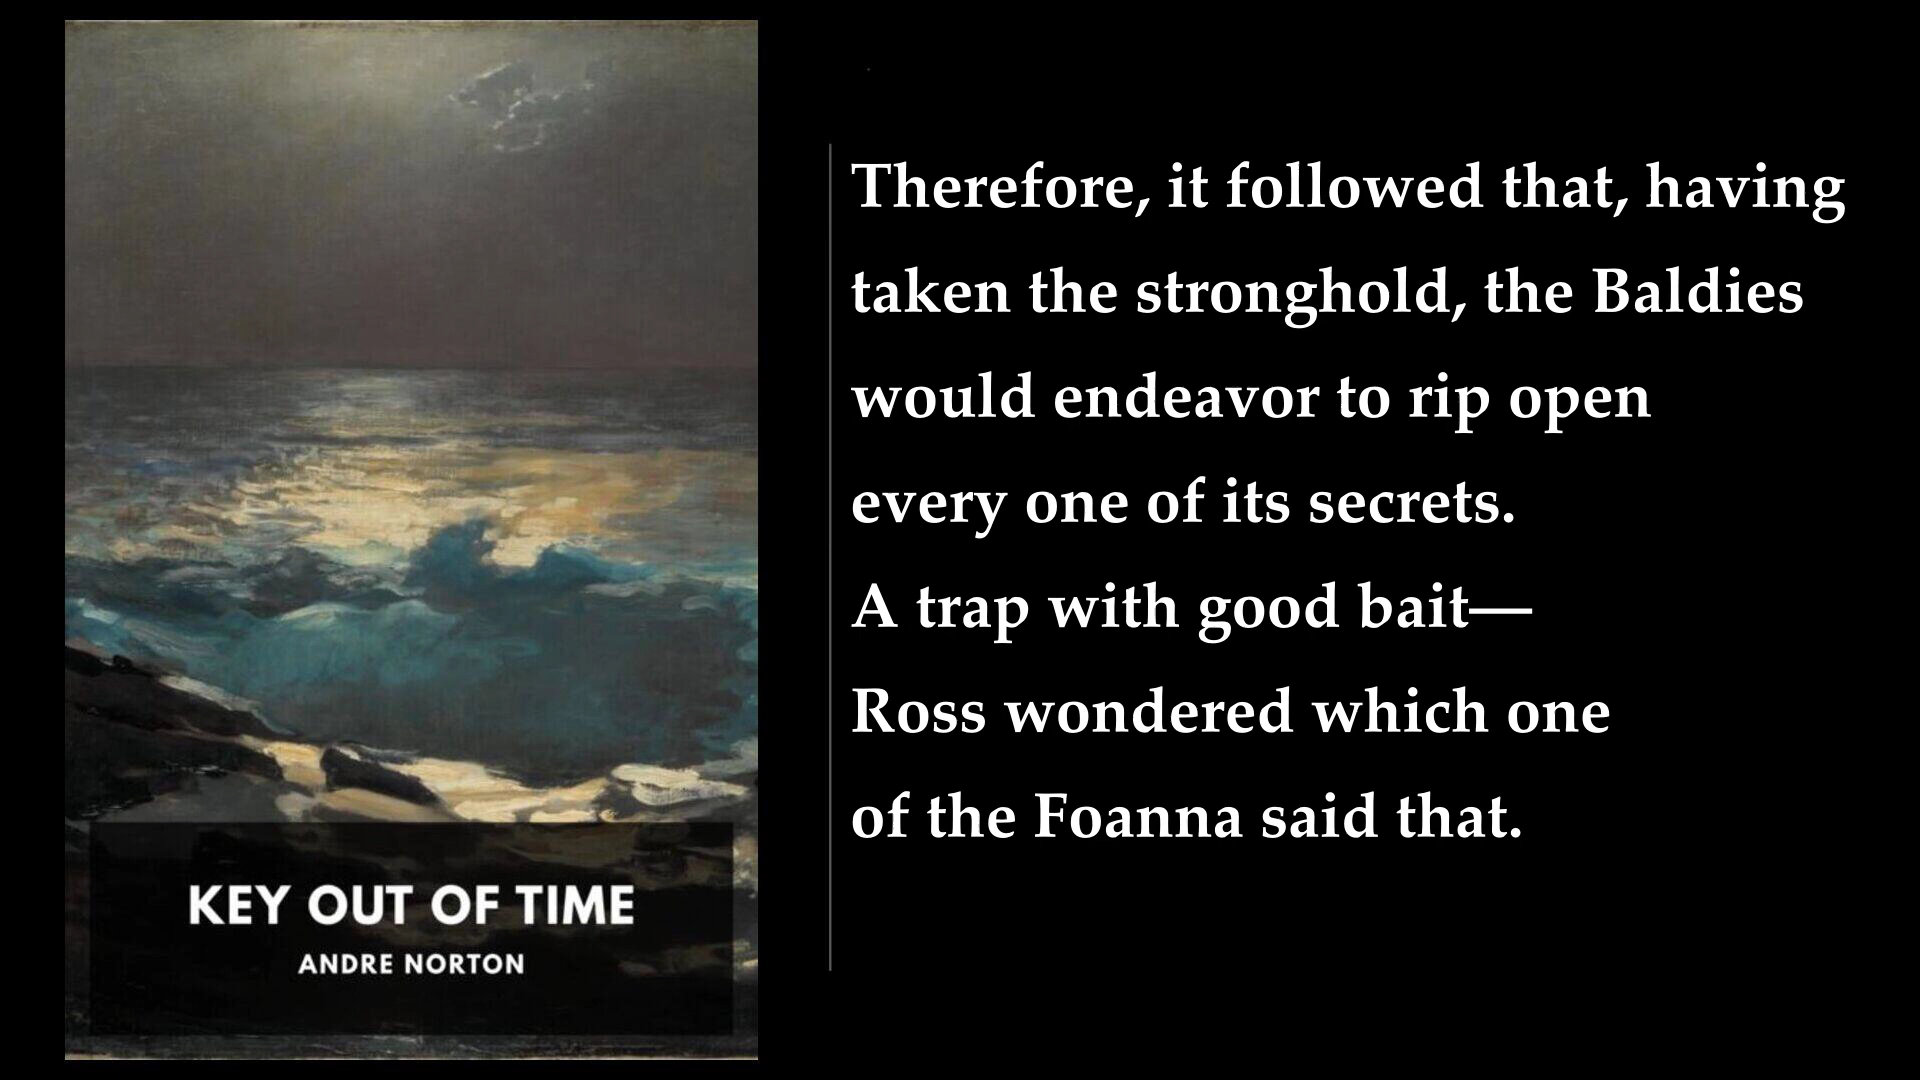 KEY OUT OF TIME
ANDRE NORTON
Therefore, it followed that, having
taken the stronghold, the Baldies
would endeavor to rip open
every one of its secrets.
A trap with good bait—
Ross wondered which one
of the Foanna said that.